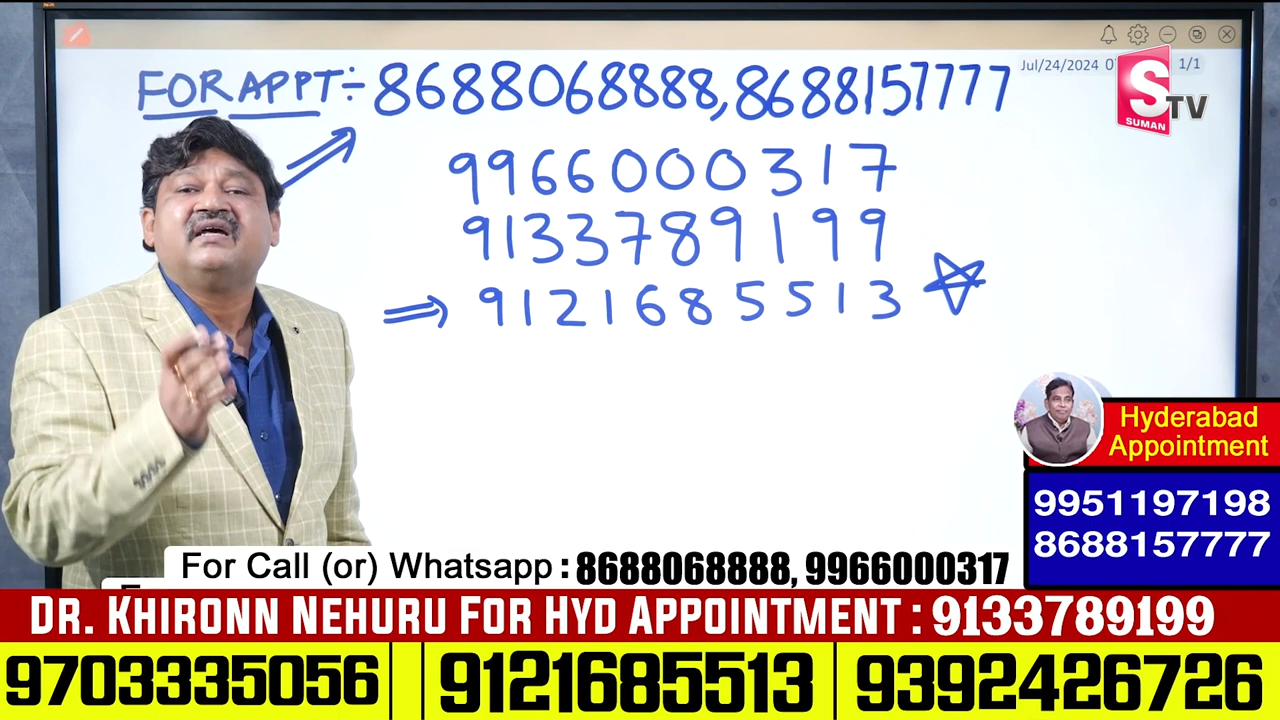 FOR APPT:- 8688068888, 8688157777
Jul/24/2024
1/1
S TV
SUMAN
9966000317
9133789199
⇒ 9121685513
Hyderabad
Appointment
9951197198
8688157777
For Call (or) Whatsapp : 8688068888, 9966000317
DR. KHIRONN NEHURU FOR HYD APPOINTMENT : 9133789199
9703335056
9121685513
9392426726